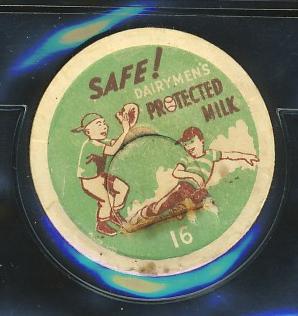 SAFE!
DAIRYMEN'S
PROTECTED
MILK
16